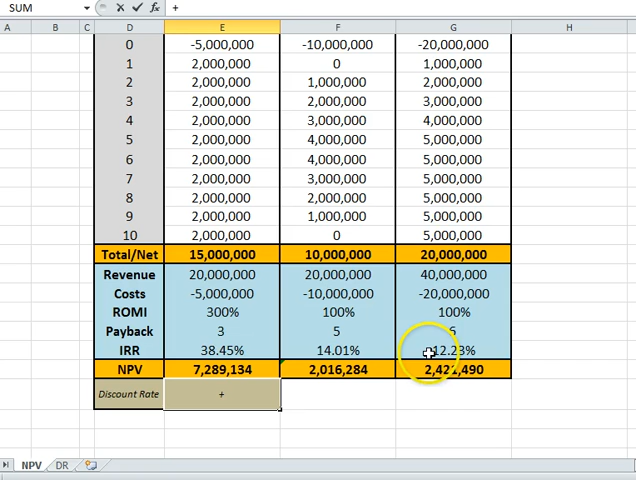 SUM fx +
A B C D E F G H
0 -5,000,000 -10,000,000 -20,000,000
1 2,000,000 0 1,000,000
2 2,000,000 1,000,000 2,000,000
3 2,000,000 2,000,000 3,000,000
4 2,000,000 3,000,000 4,000,000
5 2,000,000 4,000,000 5,000,000
6 2,000,000 4,000,000 5,000,000
7 2,000,000 3,000,000 5,000,000
8 2,000,000 2,000,000 5,000,000
9 2,000,000 1,000,000 5,000,000
10 2,000,000 0 5,000,000
Total/Net 15,000,000 10,000,000 20,000,000
Revenue 20,000,000 20,000,000 40,000,000
Costs -5,000,000 -10,000,000 -20,000,000
ROMI 300% 100% 100%
Payback 3 5 6
IRR 38.45% 14.01% 12.23%
NPV 7,289,134 2,016,284 2,421,490
Discount Rate +
NPV DR